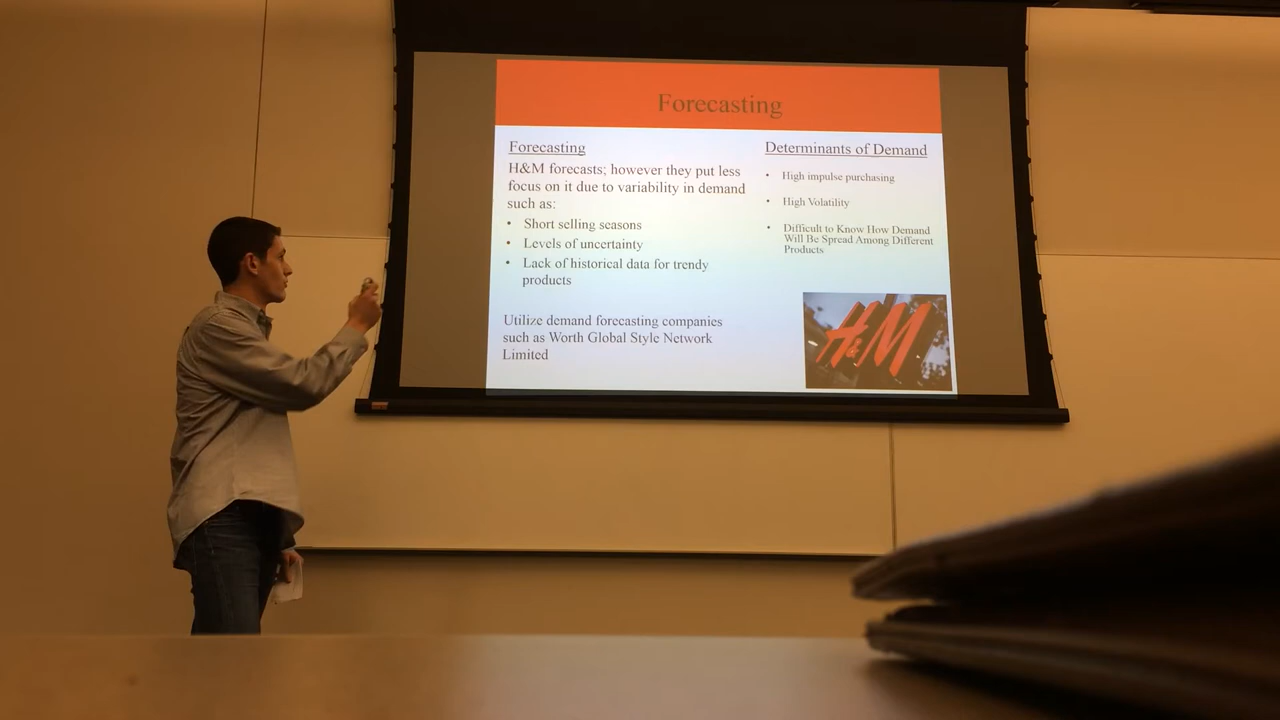 Forecasting
Forecasting
H&M forecasts; however they put less
focus on it due to variability in demand
such as:
• Short selling seasons
• Levels of uncertainty
• Lack of historical data for trendy
products
Utilize demand forecasting companies
such as Worth Global Style Network
Limited
Determinants of Demand
• High impulse purchasing
• High Volatility
• Difficult to Know How Demand
Will Be Spread Among Different
Products
H&M